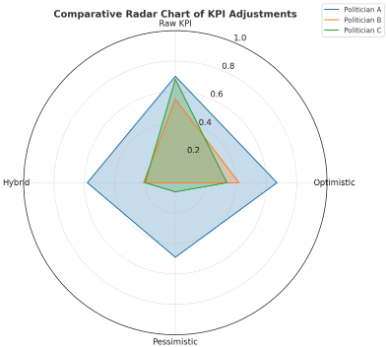 Comparative Radar Chart of KPI Adjustments
Politician A
Politician B
Politician C
Raw KPI
1.0
0.8
0.6
0.4
0.2
Hybrid
Optimistic
Pessimistic